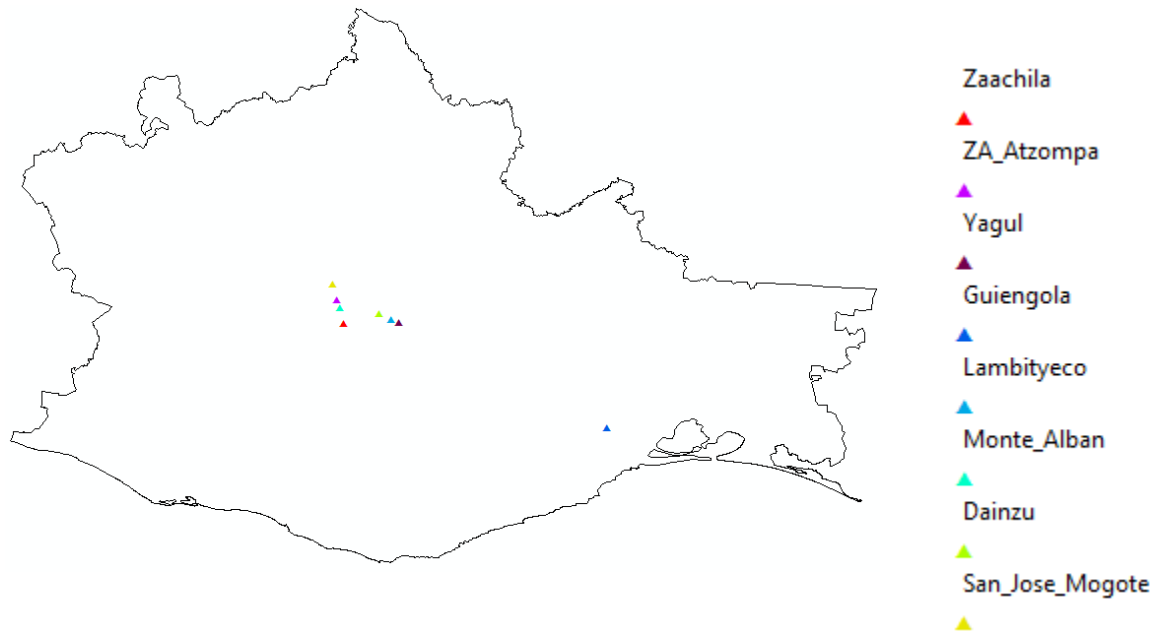 Zaachila
ZA_Atzompa
Yagul
Guiengola
Lambityeco
Monte_Alban
Dainzu
San_Jose_Mogote